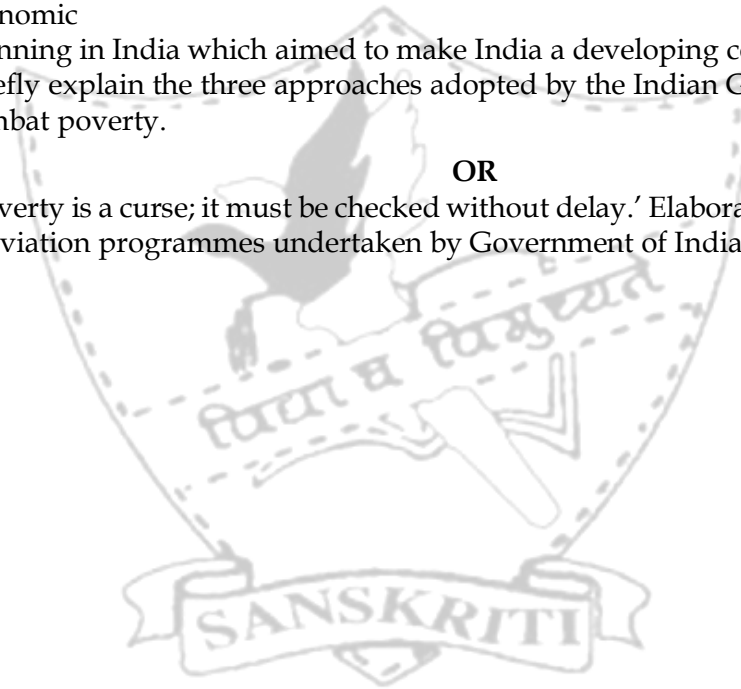 nomic
nning in India which aimed to make India a developing c
efly explain the three approaches adopted by the Indian G
nbat poverty.
OR
verty is a curse; it must be checked without delay.’ Elabora
viation programmes undertaken by Government of India
SANSKRITI